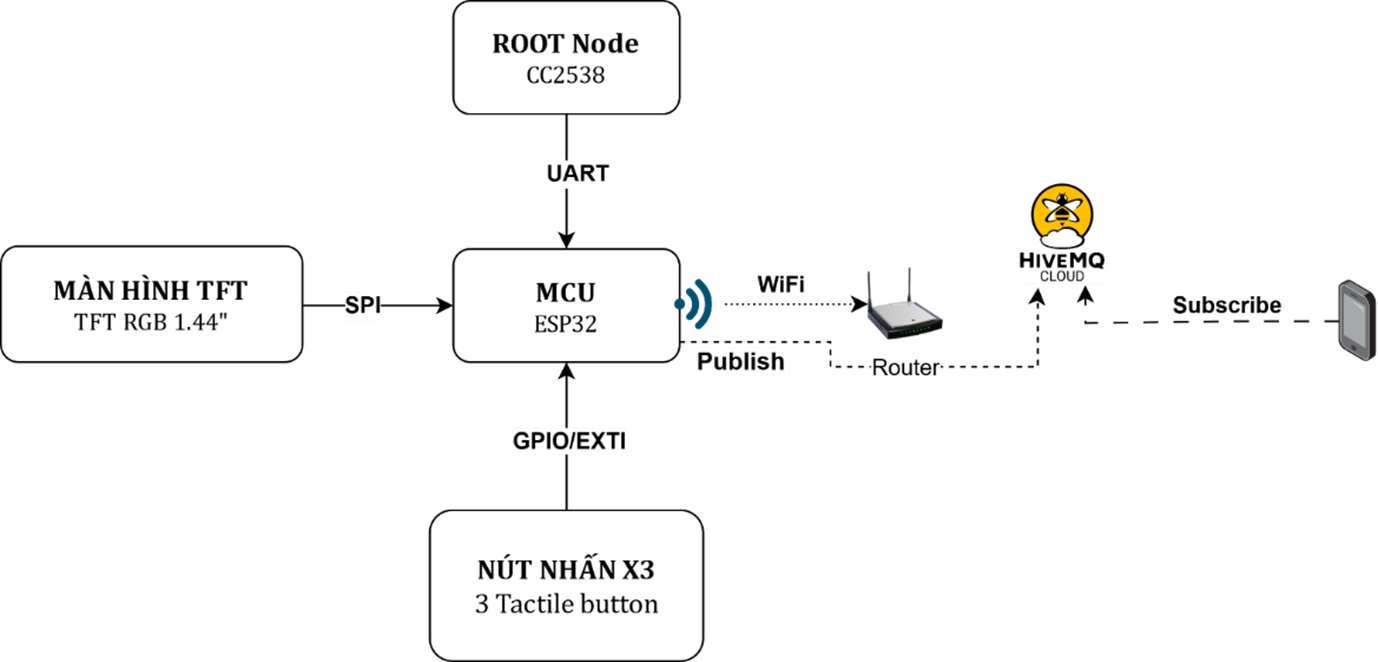 ROOT Node
CC2538
UART
MÀN HÌNH TFT
TFT RGB 1.44"
SPI
MCU
ESP32
WiFi
Publish
Router
HIVEMQ
CLOUD
Subscribe
GPIO/EXTI
NÚT NHẤN X3
3 Tactile button